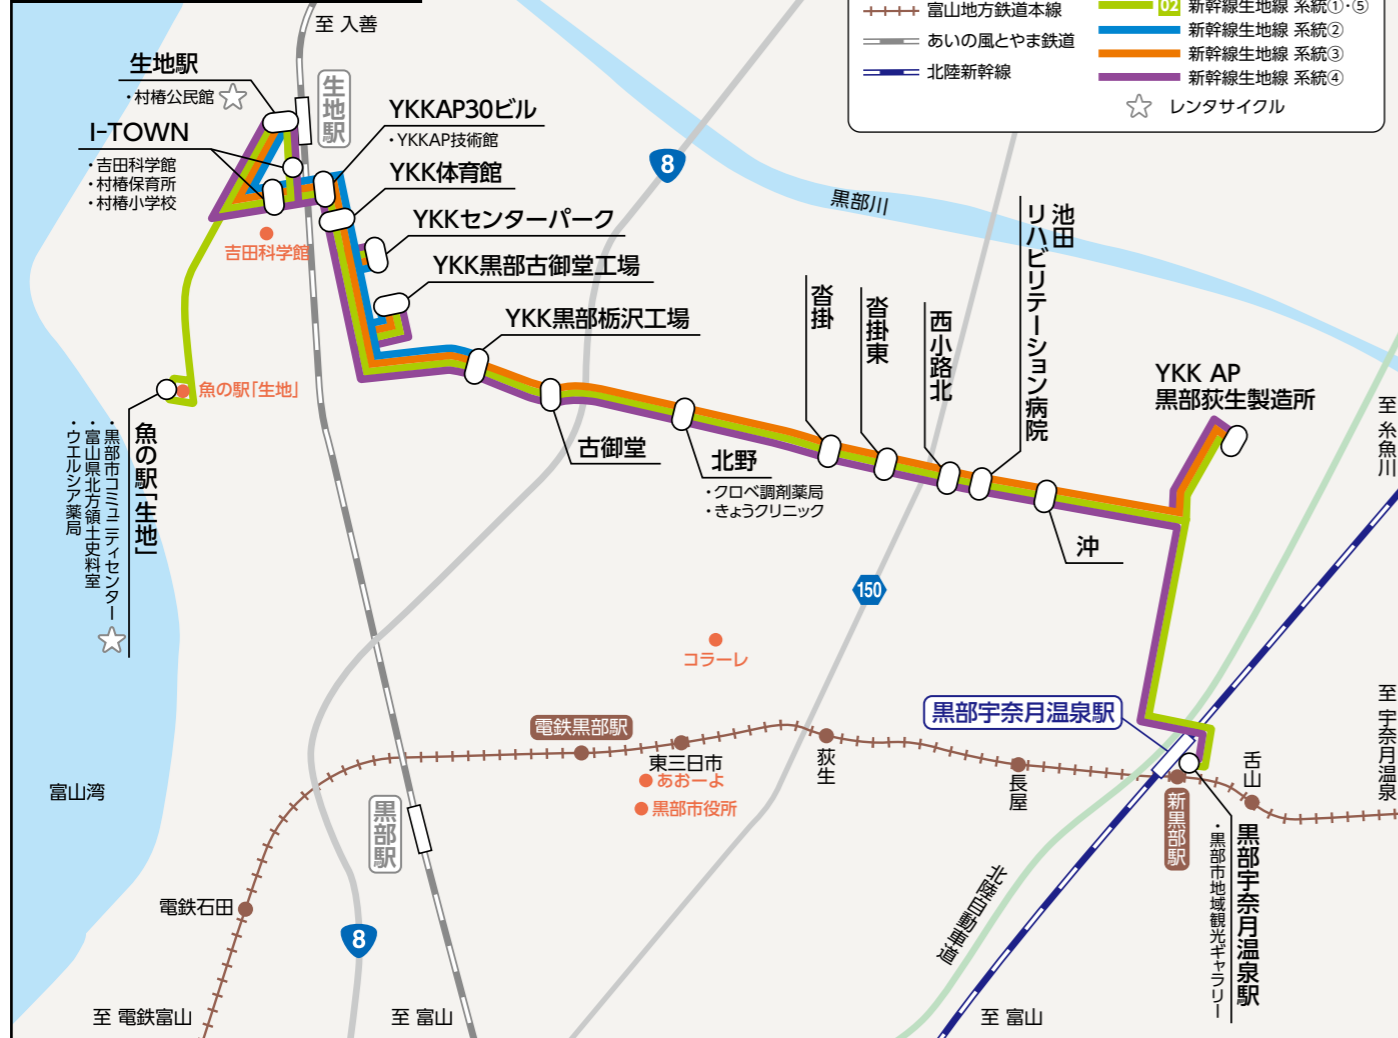 至 入善
生地駅
・村椿公民館
I-TOWN
・吉田科学館
・村椿保育所
・村椿小学校
生地駅
YKKAP30ビル
・YKKAP技術館
YKK体育館
YKKセンターパーク
YKK黒部古御堂工場
YKK黒部栃沢工場
吉田科学館
魚の駅「生地」
魚の駅「生地」
・黒部市コミュニティセンター
・富山県北方領土史料室
・ウエルシア薬局
富山地方鉄道本線
あいの風とやま鉄道
北陸新幹線
02 新幹線生地線 系統①・⑤
新幹線生地線 系統②
新幹線生地線 系統③
新幹線生地線 系統④
レンタサイクル
8
黒部川
古御堂
北野
・クロベ調剤薬局
・きょうクリニック
沓掛
沓掛東
西小路北
池田
リハビリテーション病院
沖
YKK AP
黒部荻生製造所
至 糸魚川
150
コラーレ
黒部宇奈月温泉駅
電鉄黒部駅
東三日市
あおーよ
黒部市役所
荻生
長屋
新黒部駅
舌山
至 宇奈月温泉
黒部宇奈月温泉駅
・黒部市地域観光ギャラリー
北陸自動車道
富山湾
黒部駅
電鉄石田
8
至 電鉄富山
至 富山
至 富山